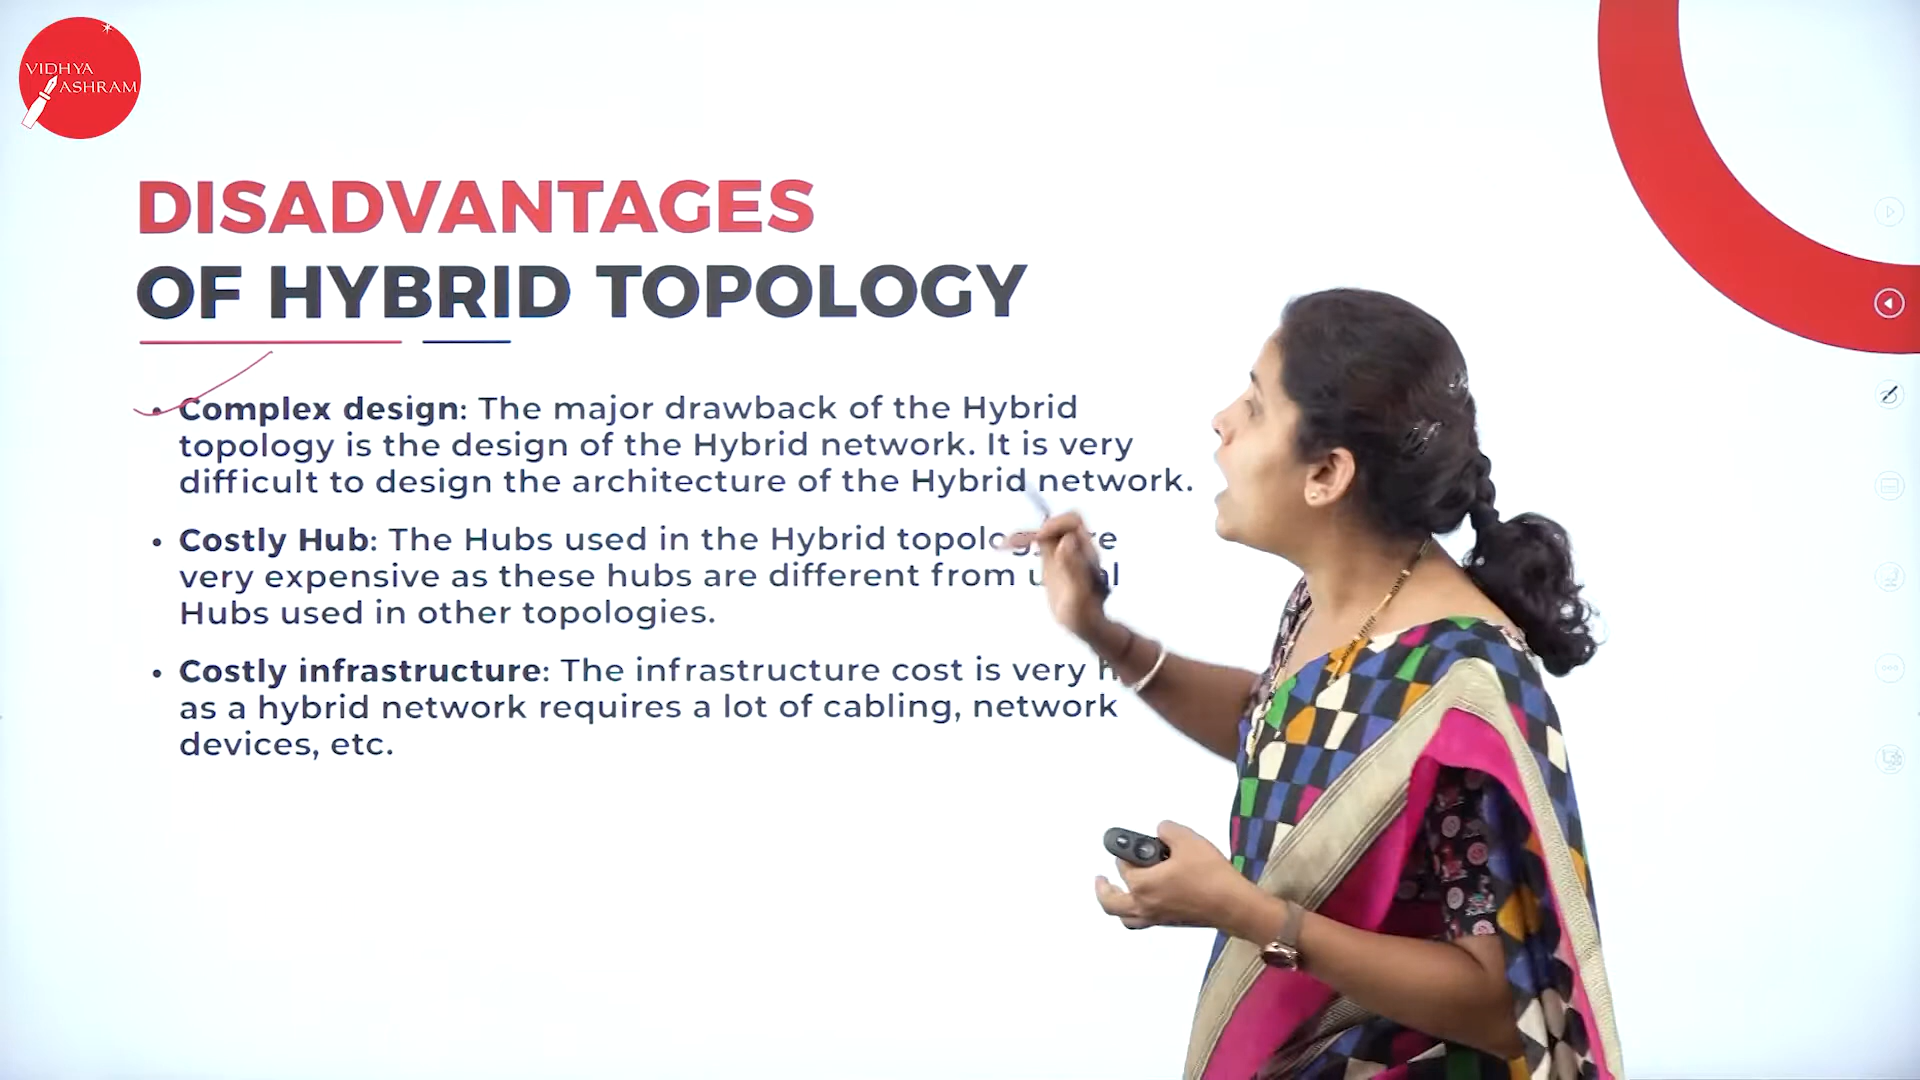 VIDHYA
ASHRAM
DISADVANTAGES
OF HYBRID TOPOLOGY
• Complex design: The major drawback of the Hybrid
topology is the design of the Hybrid network. It is very
difficult to design the architecture of the Hybrid network.
• Costly Hub: The Hubs used in the Hybrid
very expensive as these hubs are different from
Hubs used in other topologies.
• Costly infrastructure: The infrastructure cost is very
as a hybrid network requires a lot of cabling, network
devices, etc.